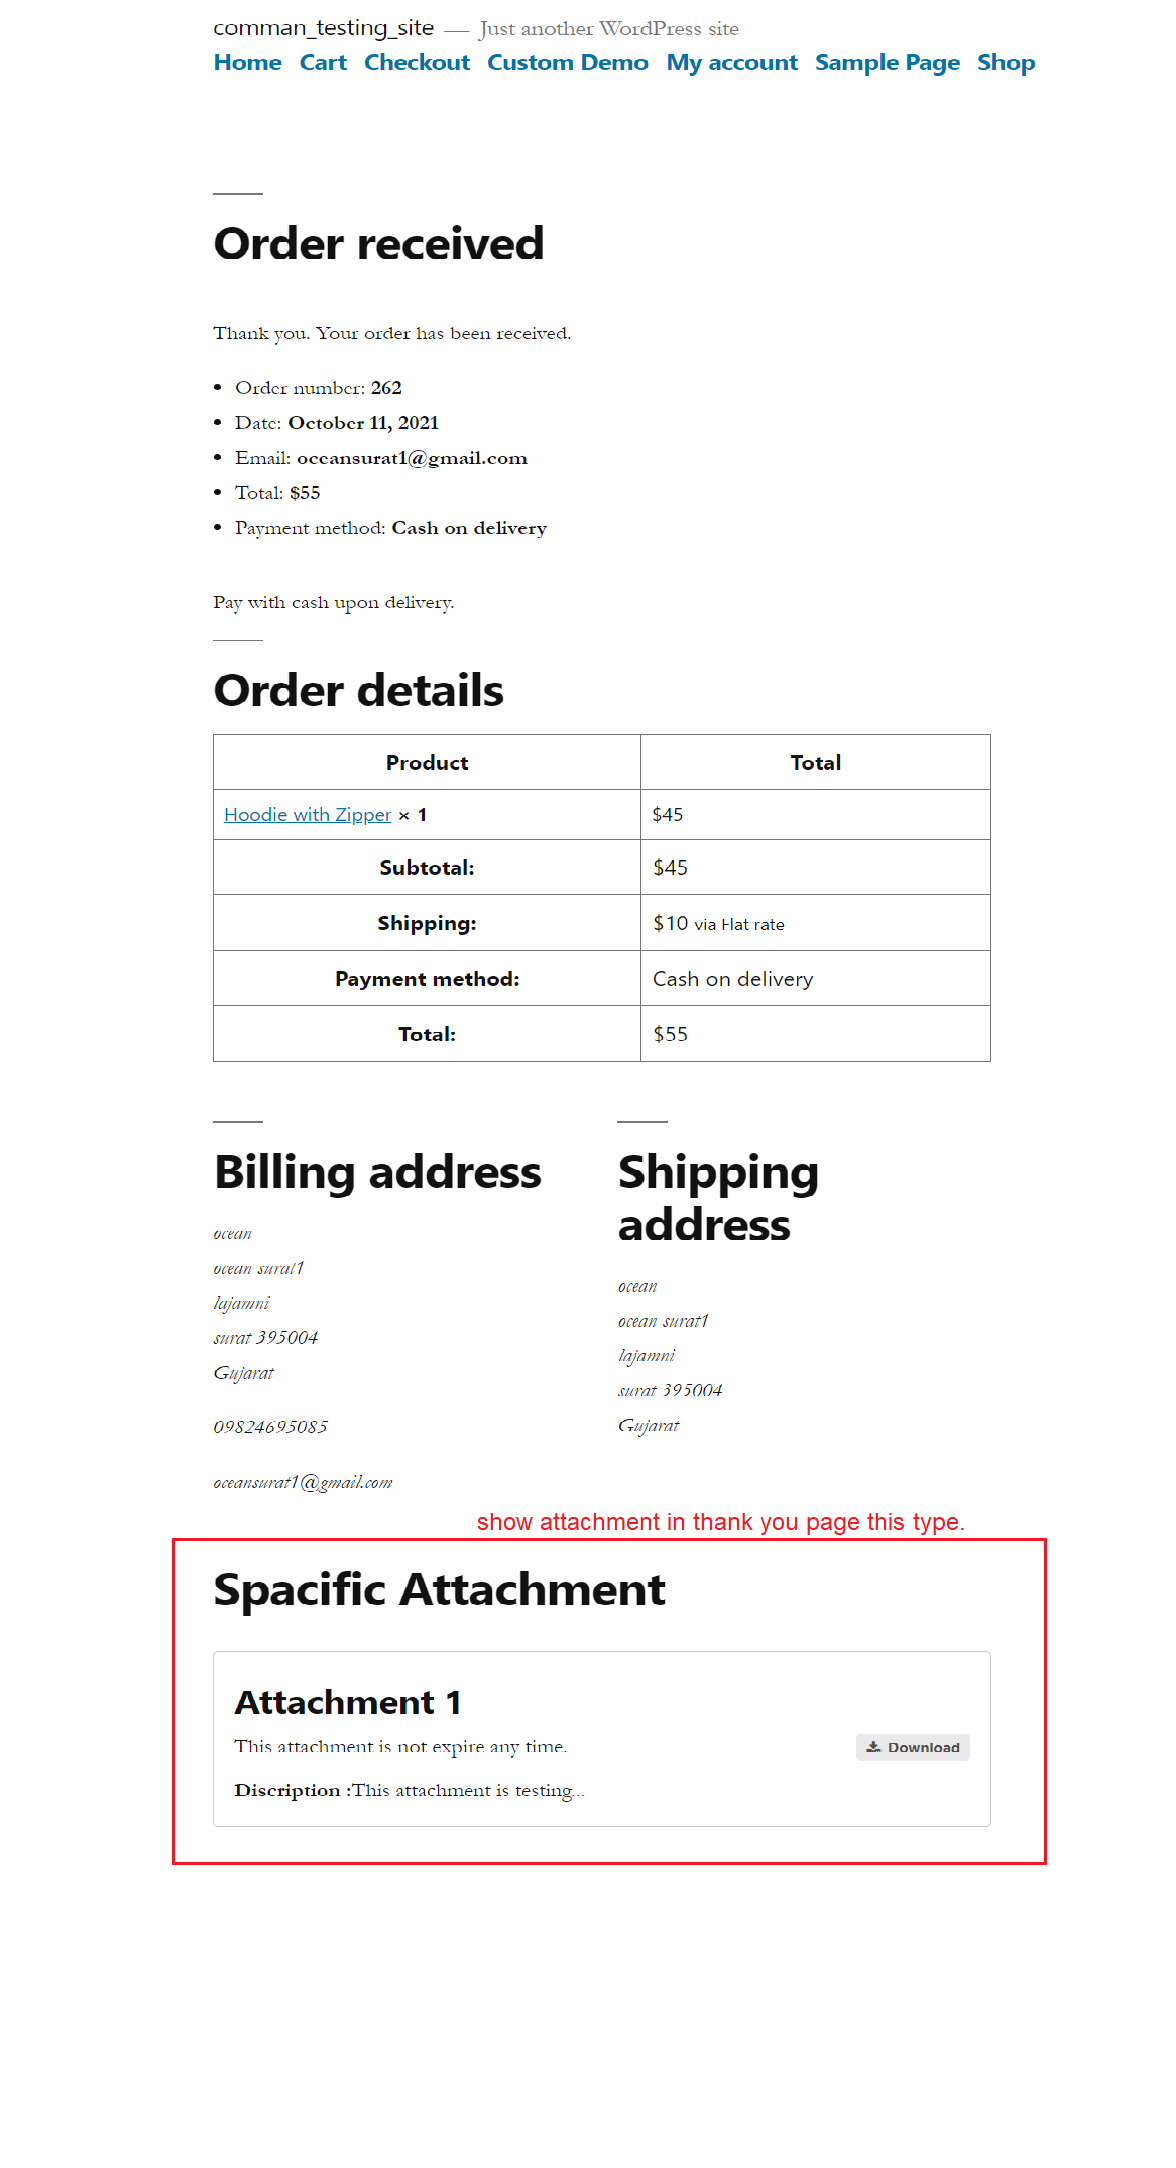 comman_testing_site — Just another WordPress site
Home Cart Checkout Custom Demo My account Sample Page Shop
Order received
Thank you. Your order has been received.
• Order number: 262
• Date: October 11, 2021
• Email: oceansurat1@gmail.com
• Total: $55
• Payment method: Cash on delivery
Pay with cash upon delivery.
Order details
Product Total
Hoodie with Zipper × 1 $45
Subtotal: $45
Shipping: $10 via Flat rate
Payment method: Cash on delivery
Total: $55
Billing address
ocean
ocean surat1
lajamni
surat 395004
Gujarat
09824695085
oceansurat1@gmail.com
Shipping
address
ocean
ocean surat1
lajamni
surat 395004
Gujarat
show attachment in thank you page this type.
Spacific Attachment
Attachment 1
This attachment is not expire any time.
Download
Discription :This attachment is testing...